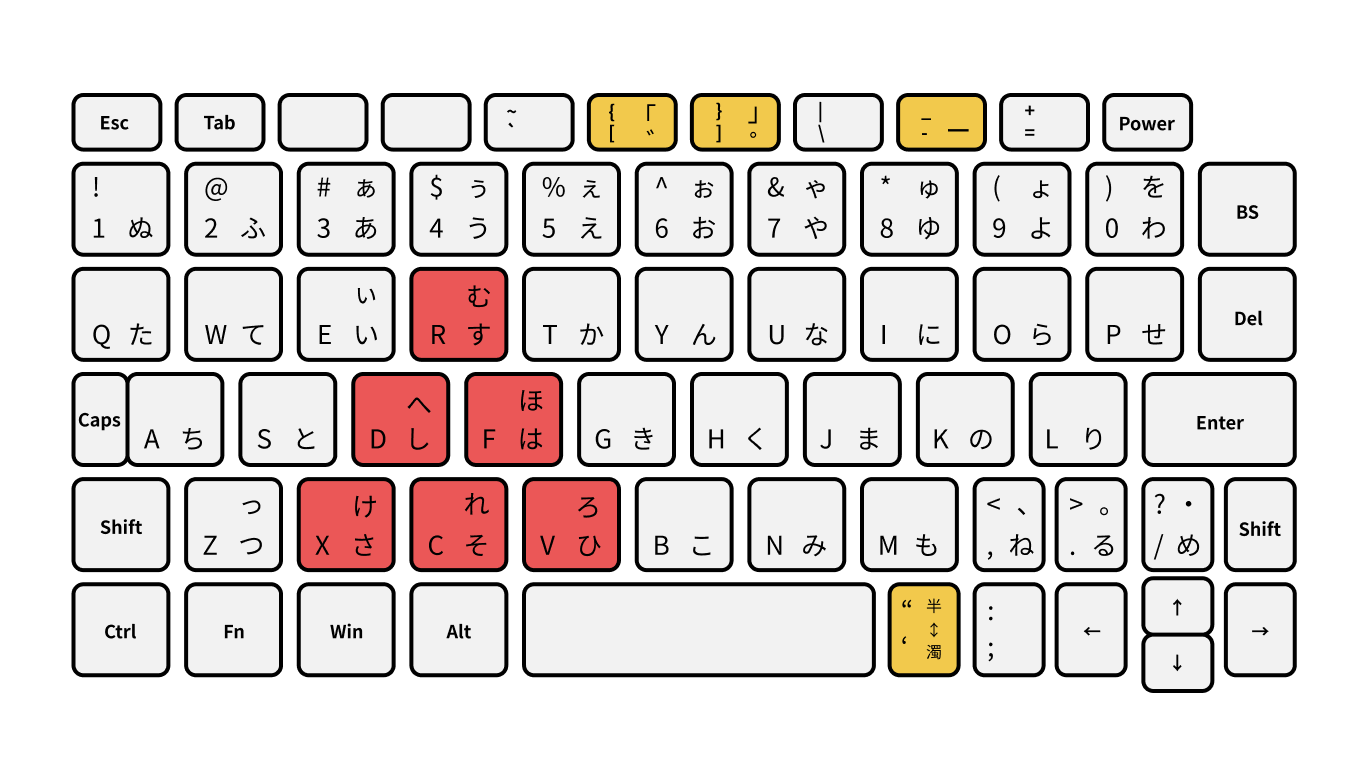 Esc Tab ~ { 「 } 」 | _ ー + Power
` [ ゛ ] ゜ \ - =
! @ # ぁ $ ぅ % ぇ ^ ぉ & ゃ * ゅ ( ょ ) を BS
1 ぬ 2 ふ 3 あ 4 う 5 え 6 お 7 や 8 ゆ 9 よ 0 わ
ぃ む Del
Q た W て E い R す T か Y ん U な I に O ら P せ
Caps へ ほ Enter
A ち S と D し F は G き H く J ま K の L り
Shift っ け れ ろ < 、 > 。 ? ・ Shift
Z つ X さ C そ V ひ B こ N み M も , ね . る / め
Ctrl Fn Win Alt “ 半 : ← ↑ →
‘ ↕ 濁 ; ↓